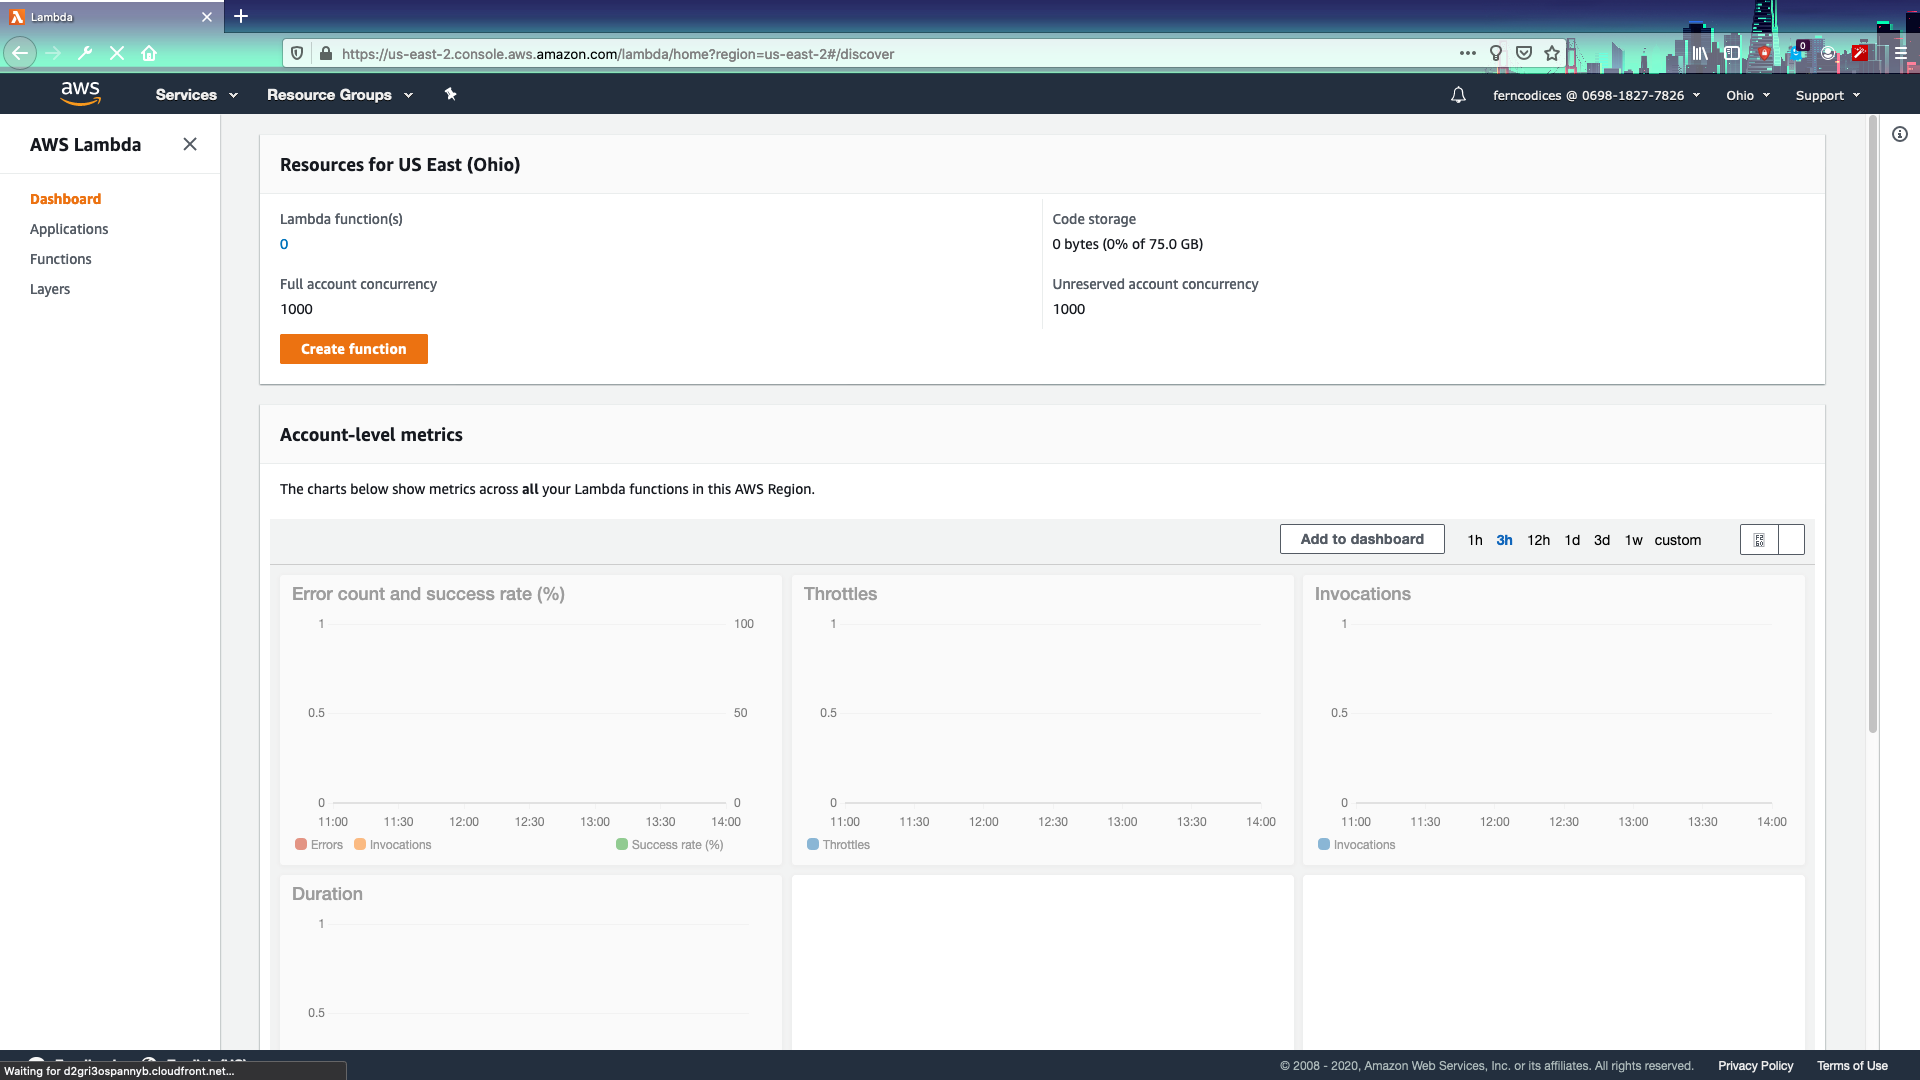 Lambda
https://us-east-2.console.aws.amazon.com/lambda/home?region=us-east-2#/discover
0
aws
Services
Resource Groups
ferncodices @ 0698-1827-7826
Ohio
Support
AWS Lambda
Dashboard
Applications
Functions
Layers
Resources for US East (Ohio)
Lambda function(s)
0
Code storage
0 bytes (0% of 75.0 GB)
Full account concurrency
1000
Unreserved account concurrency
1000
Create function
Account-level metrics
The charts below show metrics across all your Lambda functions in this AWS Region.
Add to dashboard
1h 3h 12h 1d 3d 1w custom
Error count and success rate (%)
1
100
0.5
50
0
0
11:00 11:30 12:00 12:30 13:00 13:30 14:00
Errors
Invocations
Success rate (%)
Throttles
1
0.5
0
11:00 11:30 12:00 12:30 13:00 13:30 14:00
Throttles
Invocations
1
0.5
0
11:00 11:30 12:00 12:30 13:00 13:30 14:00
Invocations
Duration
1
0.5
Waiting for d2gri3ospannyb.cloudfront.net...
© 2008 - 2020, Amazon Web Services, Inc. or its affiliates. All rights reserved.
Privacy Policy
Terms of Use